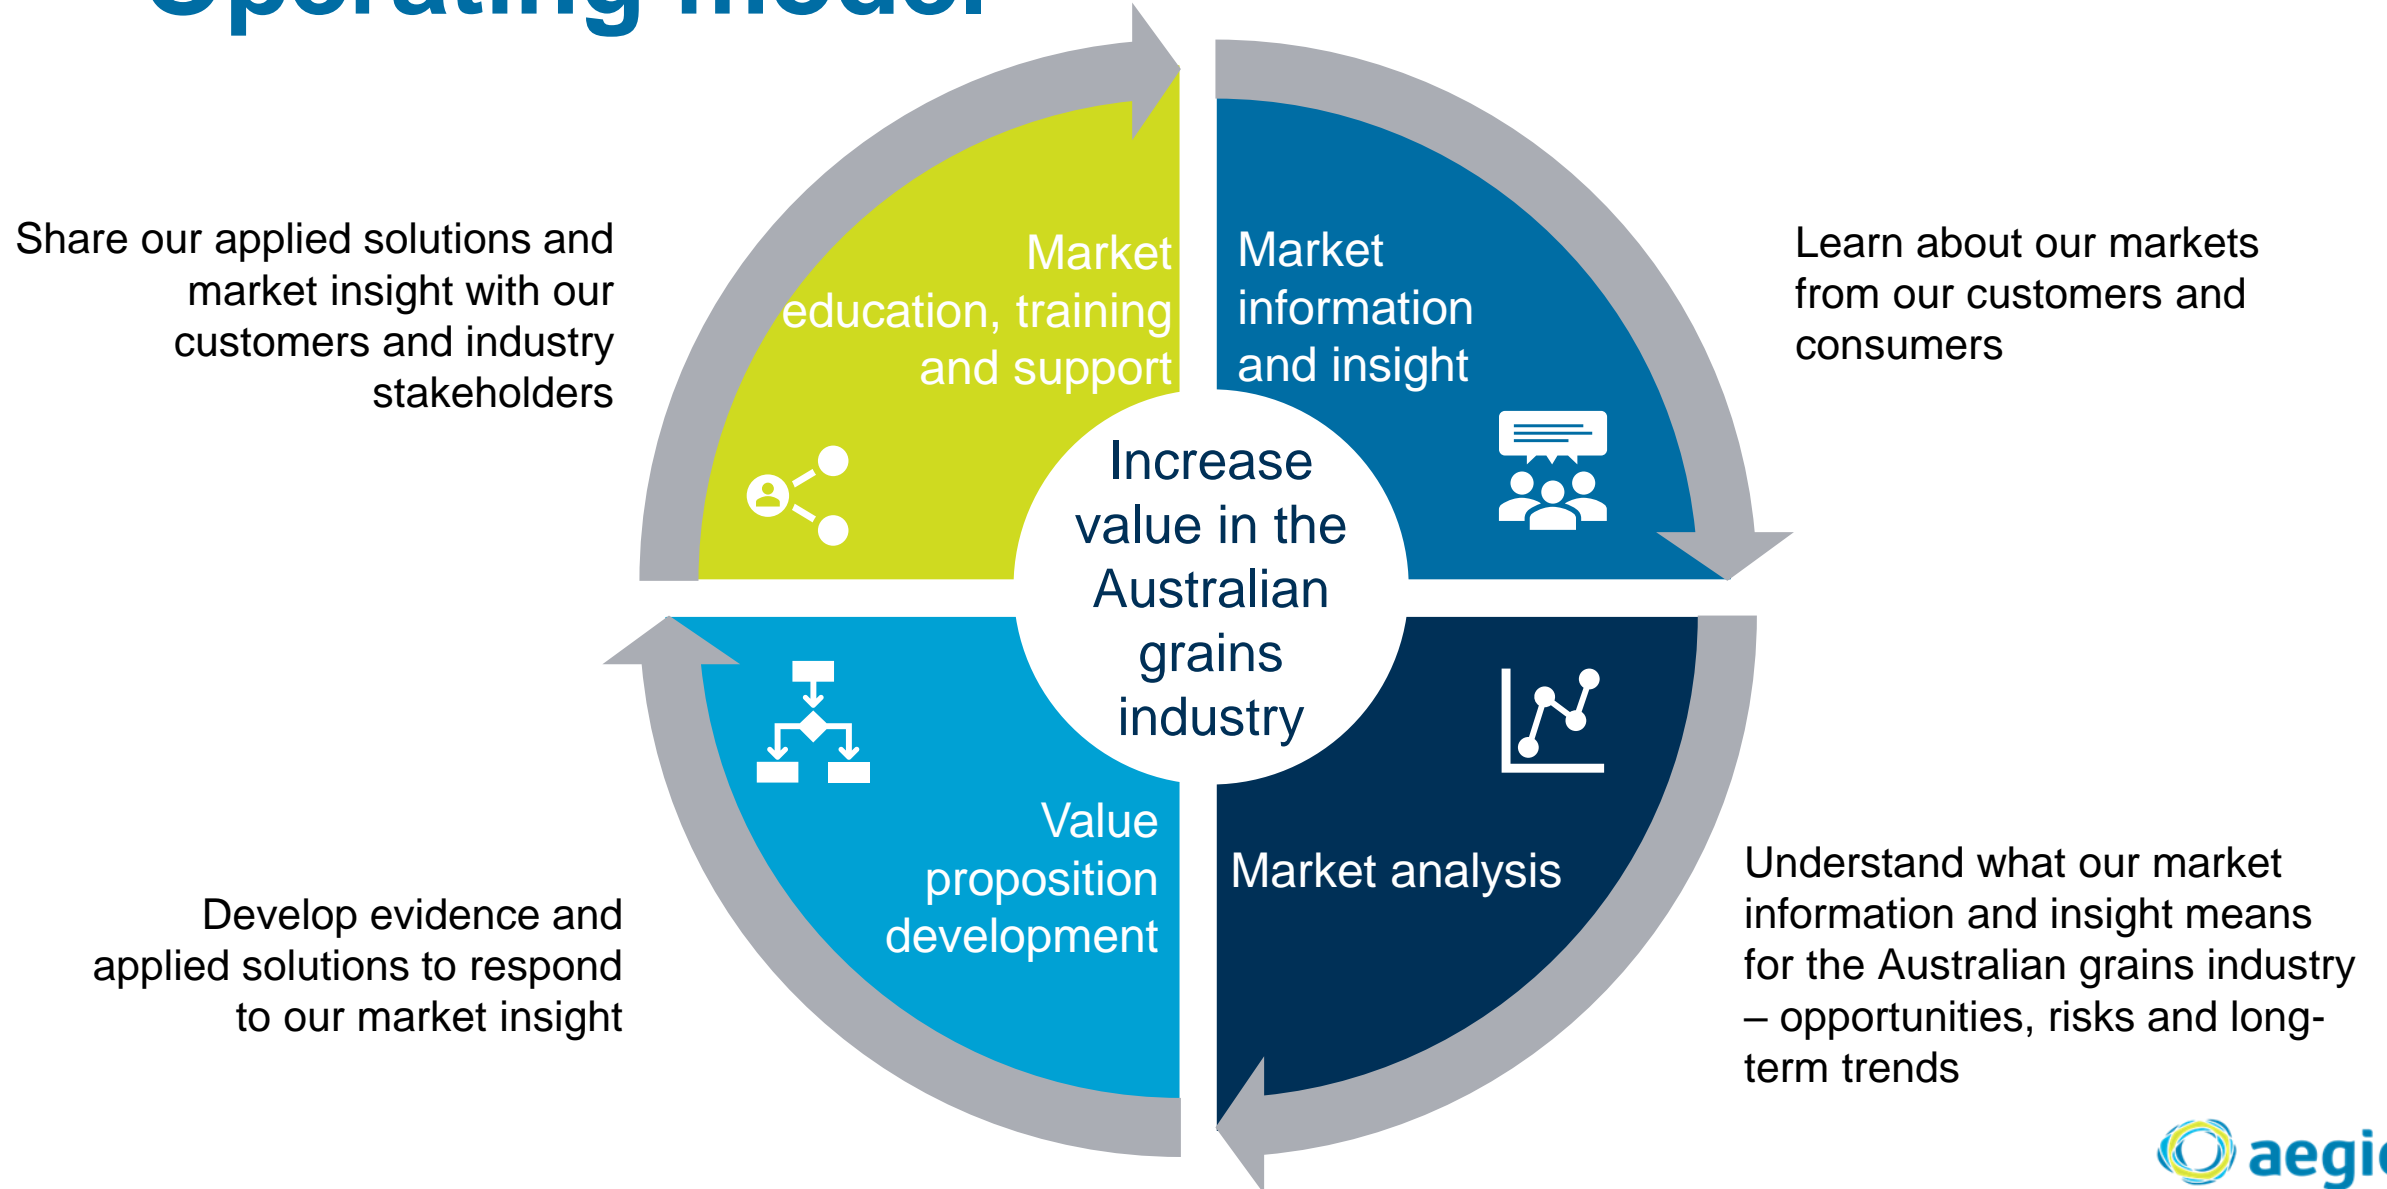 Operating model
Share our applied solutions and
market insight with our
customers and industry
stakeholders
Market
education, training
and support
Market
information
and insight
Learn about our markets
from our customers and
consumers
Increase
value in the
Australian
grains
industry
Develop evidence and
applied solutions to respond
to our market insight
Value
proposition
development
Market analysis
Understand what our market
information and insight means
for the Australian grains industry
– opportunities, risks and long-
term trends
aegic